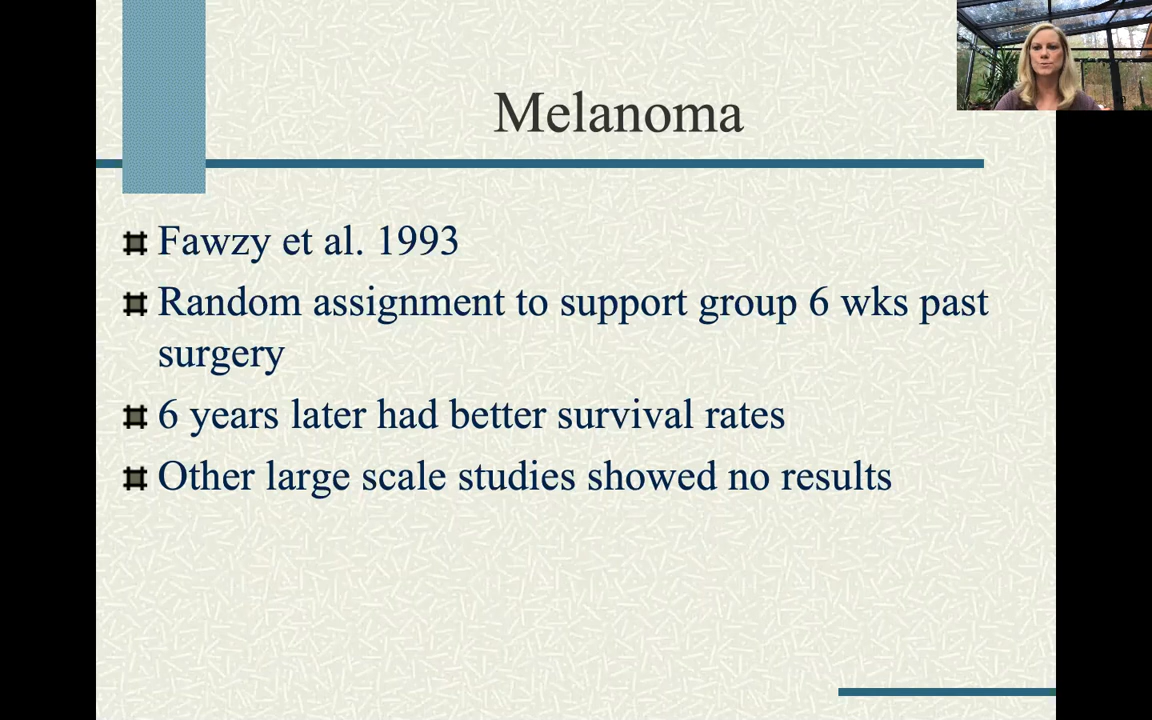 Melanoma
Fawzy et al. 1993
Random assignment to support group 6 wks past
surgery
6 years later had better survival rates
Other large scale studies showed no results